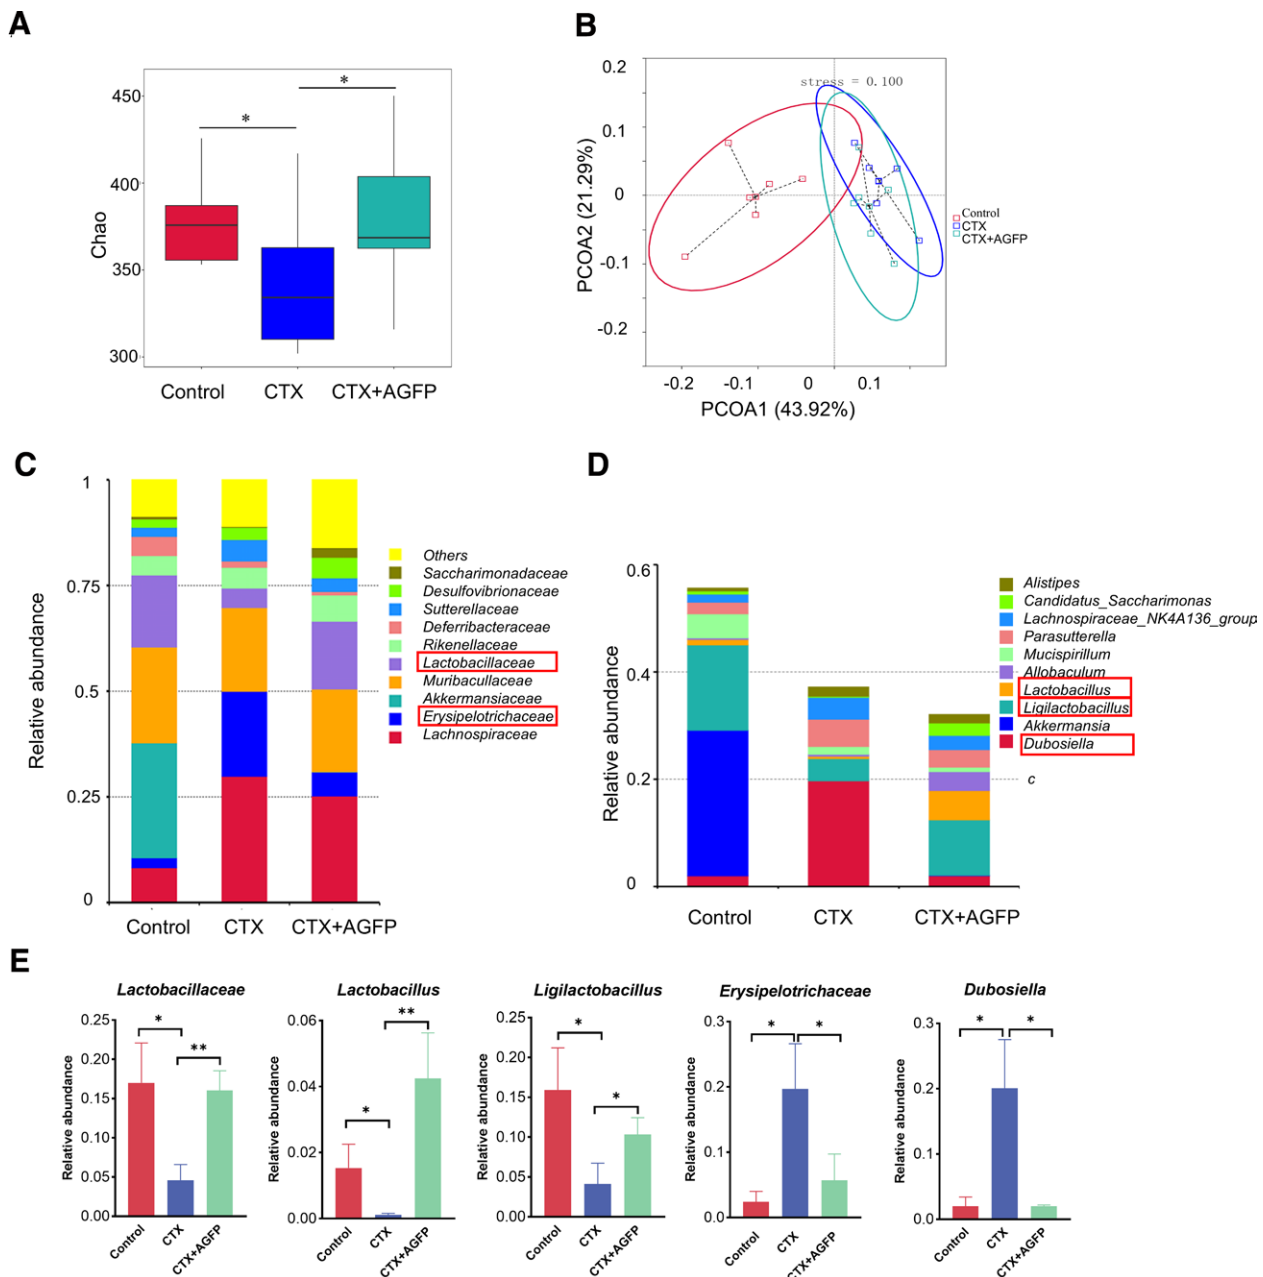 A
450
400
350
300
Chao
*
*
Control
CTX
CTX+AGFP
B
stress = 0.100
0.2
0.1
0
-0.1
-0.2
PCOA2 (21.29%)
-0.2
-0.1
0
0.1
PCOA1 (43.92%)
Control
CTX
CTX+AGFP
C
1
0.75
0.5
0.25
0
Relative abundance
Control
CTX
CTX+AGFP
Others
Saccharimonadaceae
Desulfovibrionaceae
Sutterellaceae
Deferribacteraceae
Rikenellaceae
Lactobacillaceae
Muribacullaceae
Akkermansiaceae
Erysipelotrichaceae
Lachnospiraceae
D
0.6
0.4
0.2
0
Relative abundance
Control
CTX
CTX+AGFP
Alistipes
Candidatus_Saccharimonas
Lachnospiraceae_NK4A136_group
Parasutterella
Mucispirillum
Allobaculum
Lactobacillus
Ligilactobacillus
Akkermansia
Dubosiella
c
E
Lactobacillaceae
Relative abundance
0.25
0.20
0.15
0.10
0.05
0.00
*
**
Control
CTX
CTX+AGFP
Lactobacillus
Relative abundance
0.06
0.04
0.02
0.00
*
**
Control
CTX
CTX+AGFP
Ligilactobacillus
Relative abundance
0.25
0.20
0.15
0.10
0.05
0.00
*
*
Control
CTX
CTX+AGFP
Erysipelotrichaceae
Relative abundance
0.3
0.2
0.1
0.0
*
*
Control
CTX
CTX+AGFP
Dubosiella
Relative abundance
0.3
0.2
0.1
0.0
*
*
Control
CTX
CTX+AGFP